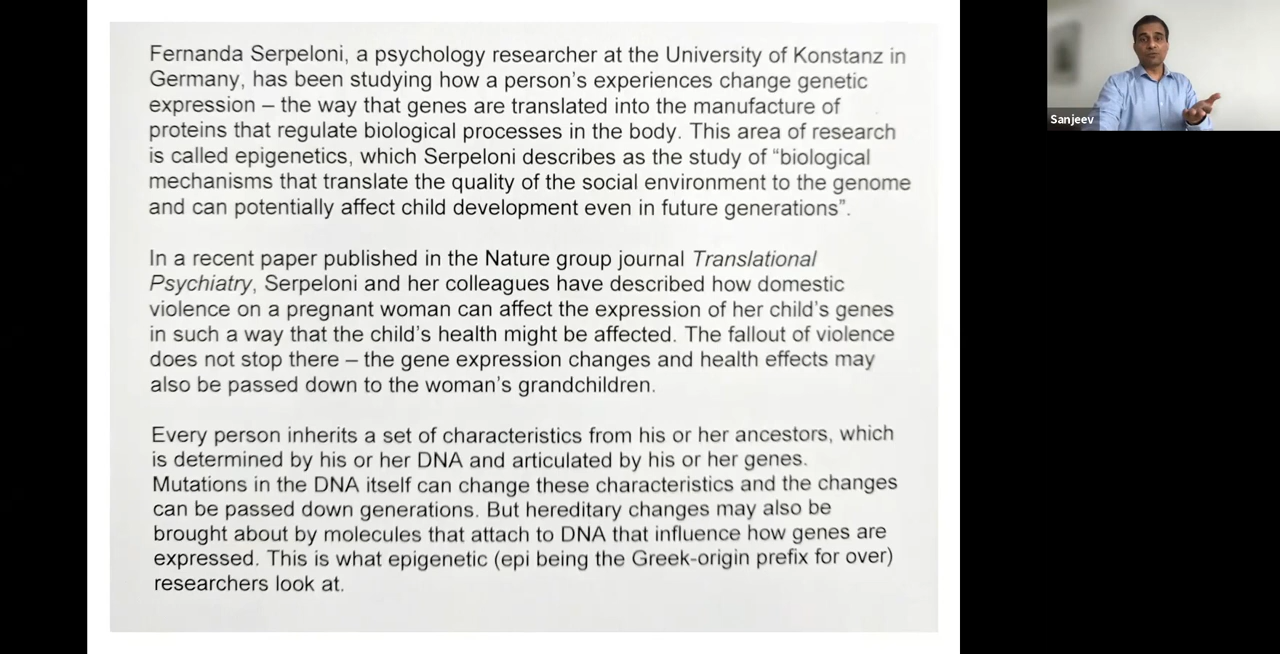 Fernanda Serpeloni, a psychology researcher at the University of Konstanz in
Germany, has been studying how a person's experiences change genetic
expression – the way that genes are translated into the manufacture of
proteins that regulate biological processes in the body. This area of research
is called epigenetics, which Serpeloni describes as the study of “biological
mechanisms that translate the quality of the social environment to the genome
and can potentially affect child development even in future generations”.
In a recent paper published in the Nature group journal Translational
Psychiatry, Serpeloni and her colleagues have described how domestic
violence on a pregnant woman can affect the expression of her child's genes
in such a way that the child's health might be affected. The fallout of violence
does not stop there – the gene expression changes and health effects may
also be passed down to the woman's grandchildren.
Every person inherits a set of characteristics from his or her ancestors, which
is determined by his or her DNA and articulated by his or her genes.
Mutations in the DNA itself can change these characteristics and the changes
can be passed down generations. But hereditary changes may also be
brought about by molecules that attach to DNA that influence how genes are
expressed. This is what epigenetic (epi being the Greek-origin prefix for over)
researchers look at.
Sanjeev